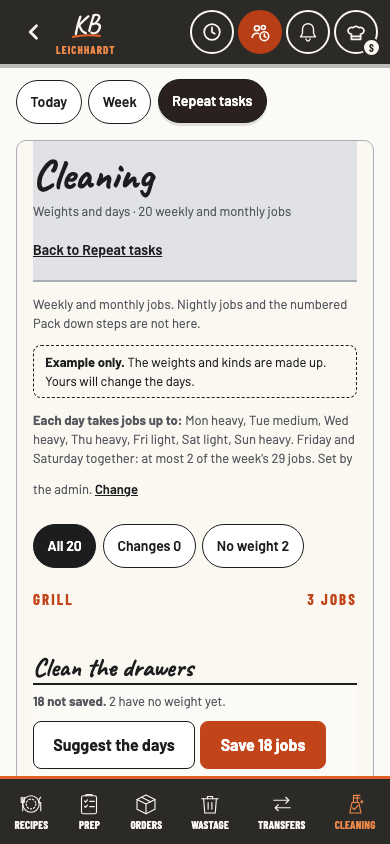 KB
LEICHHARDT
S
Today
Week
Repeat tasks
Cleaning
Weights and days · 20 weekly and monthly jobs
Back to Repeat tasks
Weekly and monthly jobs. Nightly jobs and the numbered
Pack down steps are not here.
Example only. The weights and kinds are made up.
Yours will change the days.
Each day takes jobs up to: Mon heavy, Tue medium, Wed
heavy, Thu heavy, Fri light, Sat light, Sun heavy. Friday and
Saturday together: at most 2 of the week's 29 jobs. Set by
the admin. Change
All 20
Changes 0
No weight 2
GRILL
3 JOBS
Clean the drawers
18 not saved. 2 have no weight yet.
Suggest the days
Save 18 jobs
RECIPES
PREP
ORDERS
WASTAGE
TRANSFERS
CLEANING